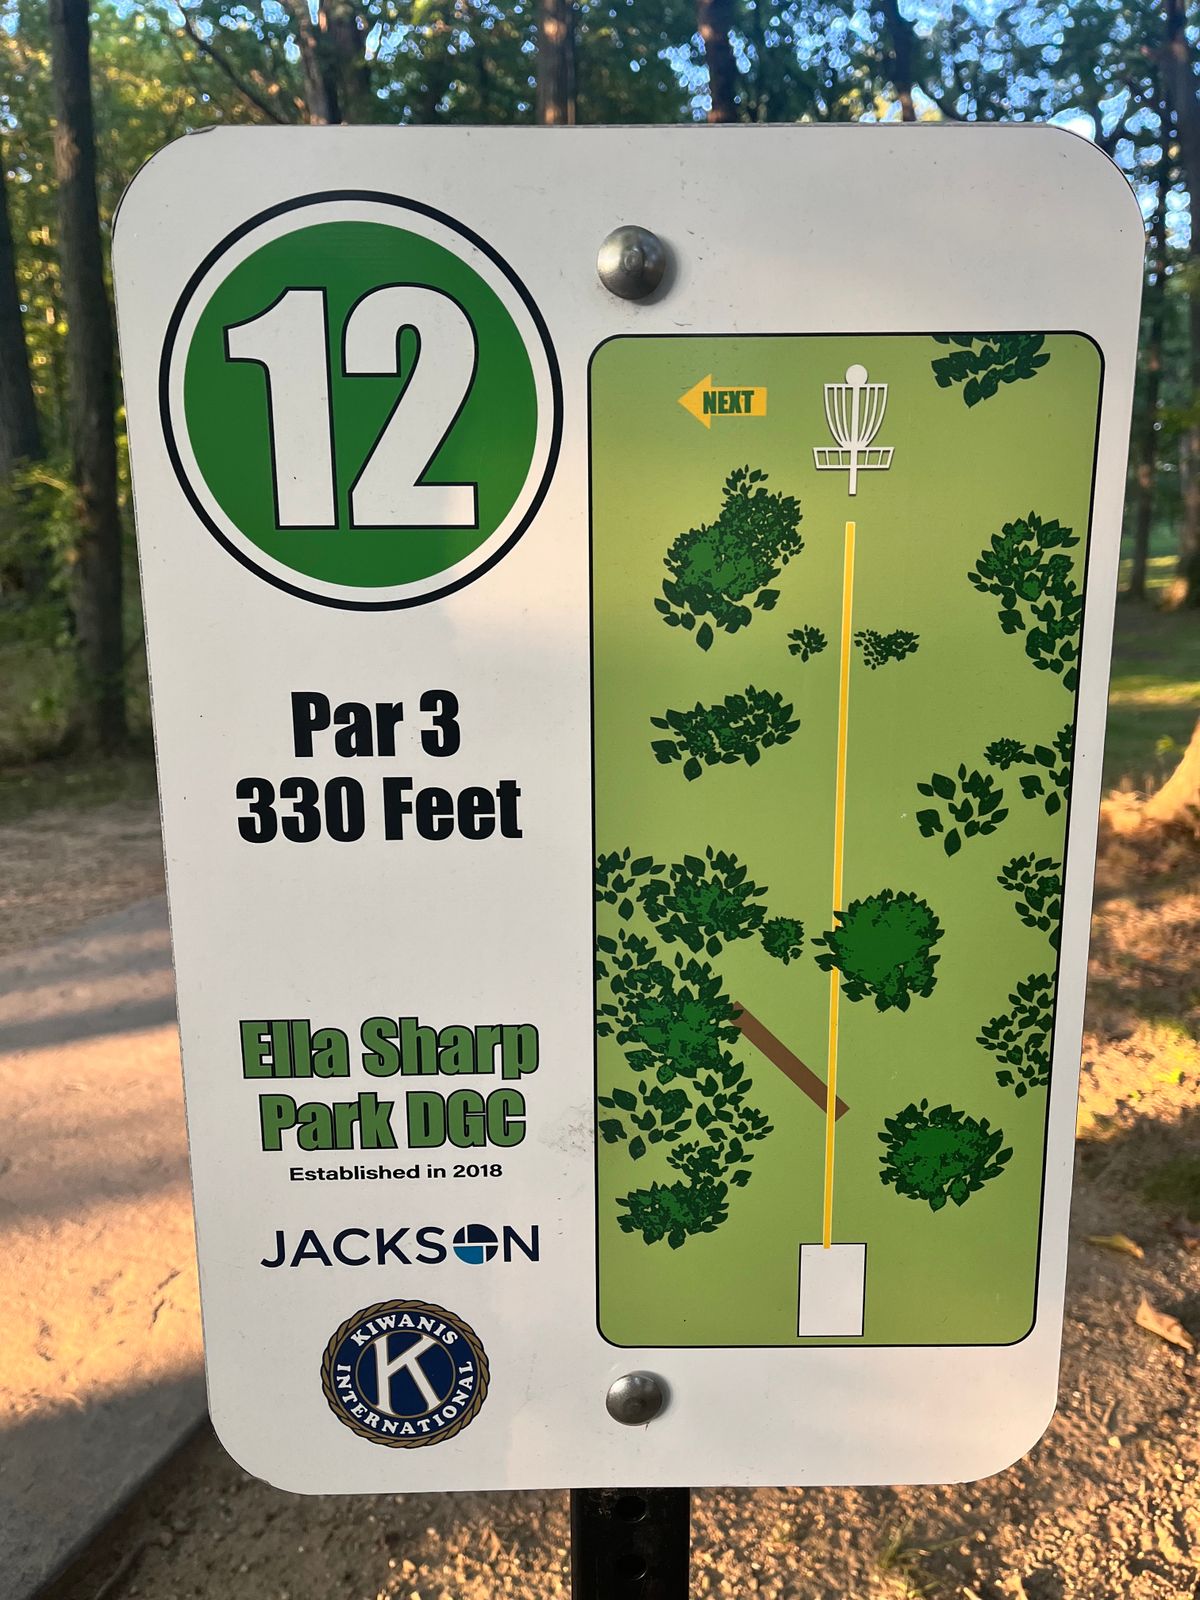 12
NEXT
Par 3
330 Feet
Ella Sharp
Park DGC
Established in 2018
JACKSON
KIWANIS
K
INTERNATIONAL